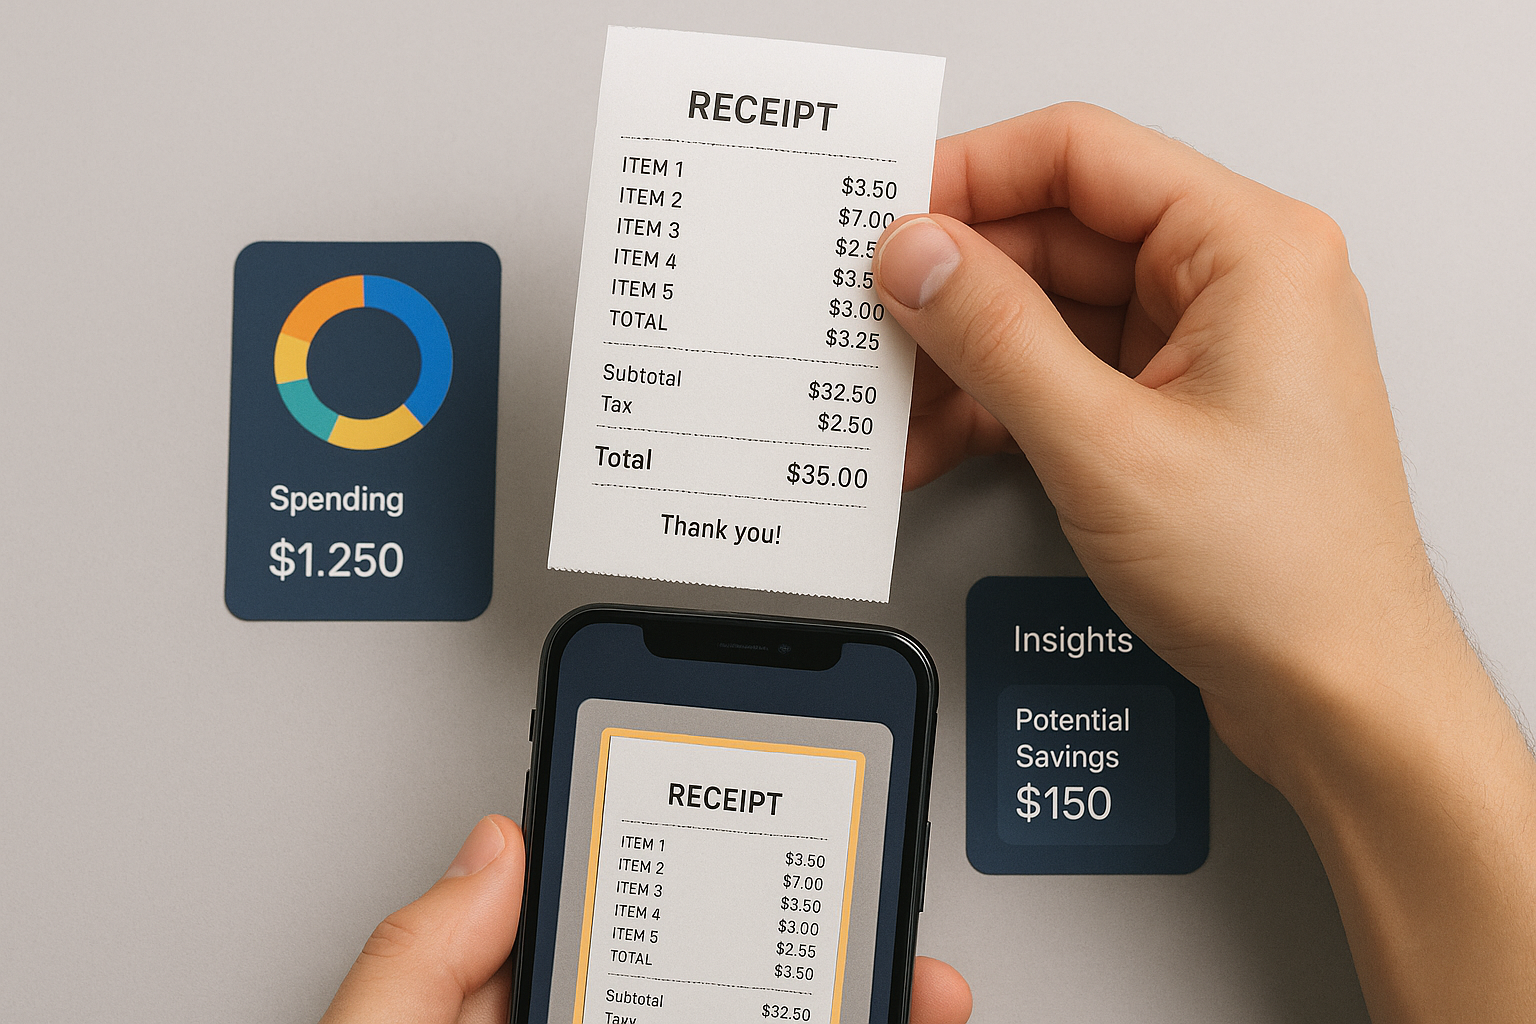 RECEIPT
ITEM 1 $3.50
ITEM 2 $7.00
ITEM 3
ITEM 4
ITEM 5 $3.00
TOTAL $3.25
Subtotal $32.50
Tax $2.50
Total $35.00
Thank you!
Spending
$1.250
Insights
Potential
Savings
$150
RECEIPT
ITEM 1 $3.50
ITEM 2 $7.00
ITEM 3 $3.50
ITEM 4 $3.00
ITEM 5 $2.55
TOTAL $3.50
Subtotal $32.50